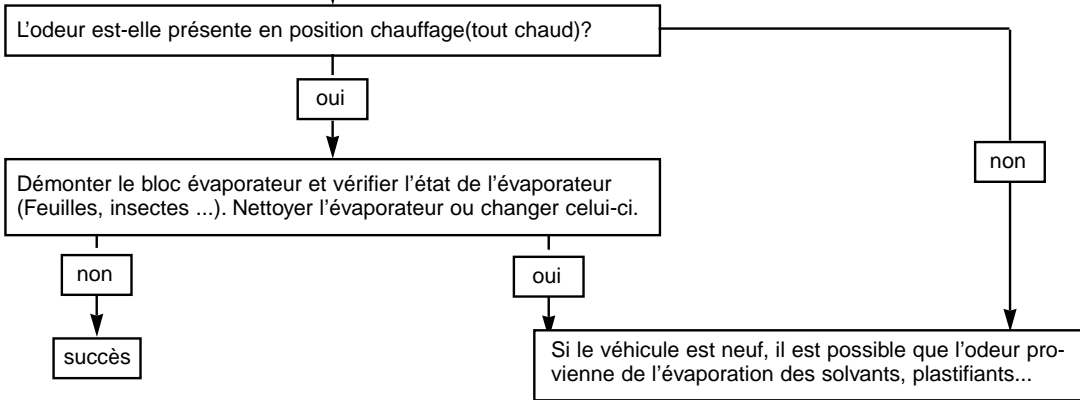 L'odeur est-elle présente en position chauffage(tout chaud)?
oui
non
Démonter le bloc évaporateur et vérifier l'état de l'évaporateur
(Feuilles, insectes ...). Nettoyer l'évaporateur ou changer celui-ci.
non
oui
succès
Si le véhicule est neuf, il est possible que l'odeur pro-
vienne de l'évaporation des solvants, plastifiants...